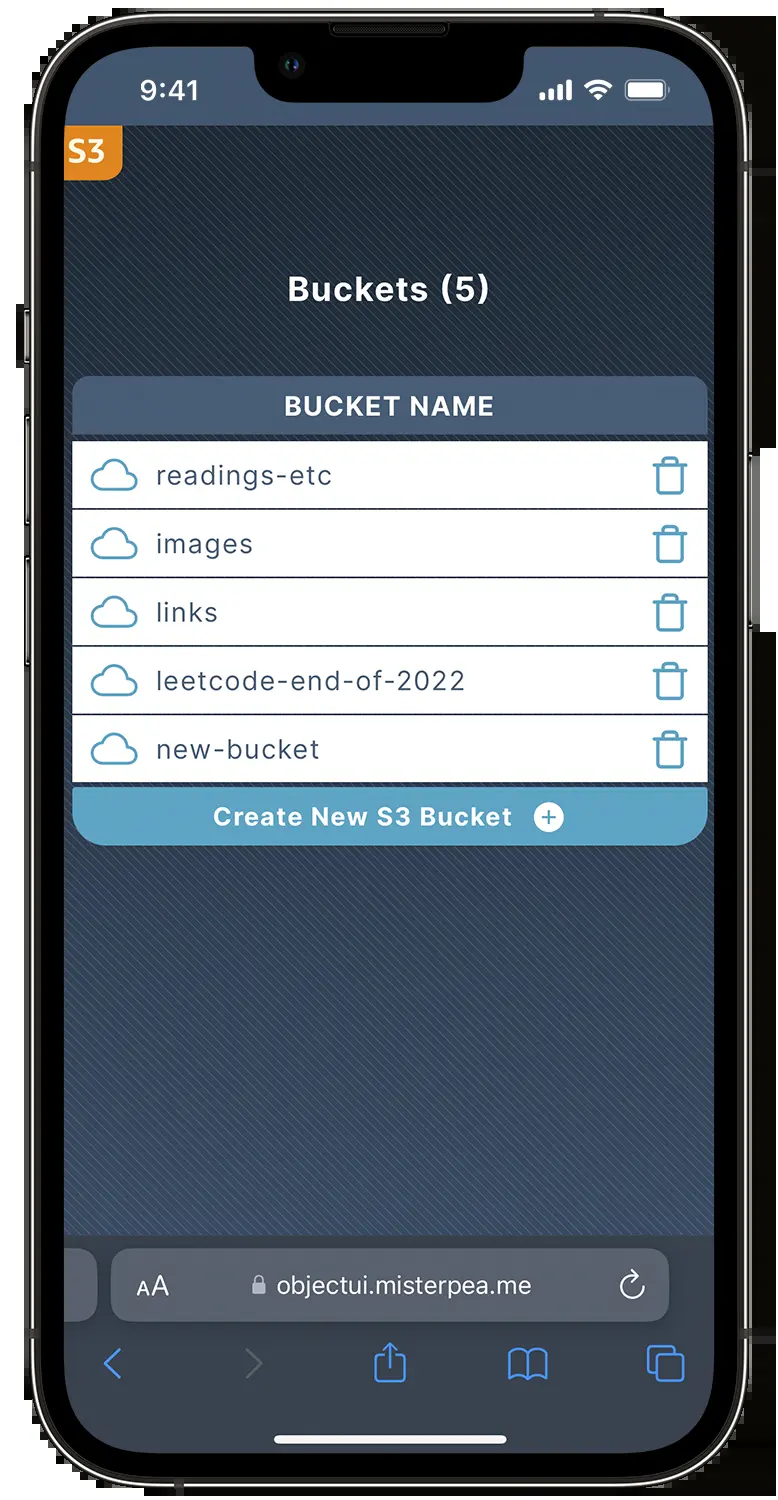 9:41
S3
Buckets (5)
BUCKET NAME
readings-etc
images
links
leetcode-end-of-2022
new-bucket
Create New S3 Bucket
AA objectui.misterpea.me